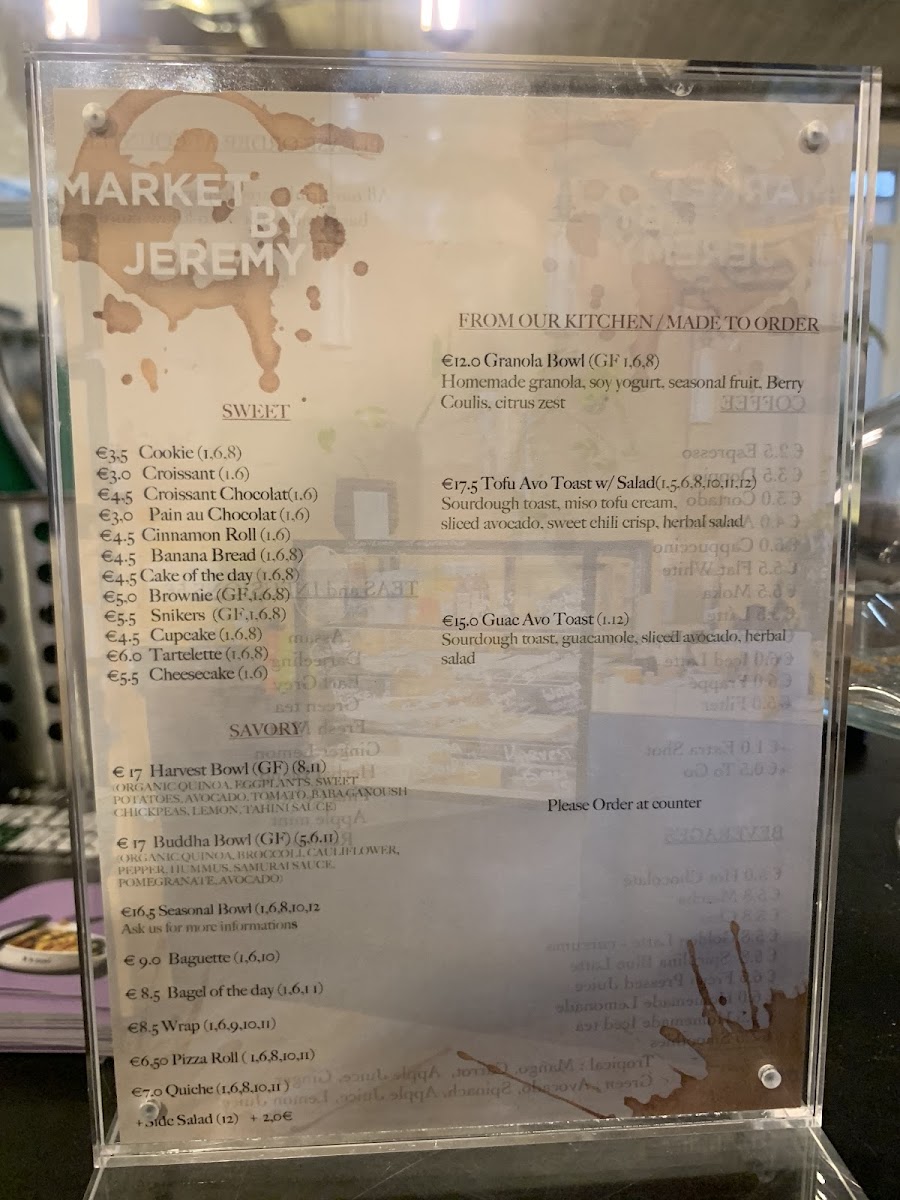 MARKET
BY
JEREMY
SWEET
€3.5 Cookie (1,6,8)
€3.0 Croissant (1.6)
€4.5 Croissant Chocolat(1.6)
€3.0 Pain au Chocolat (1,6)
€4.5 Cinnamon Roll (1.6)
€4.5 Banana Bread (1,6,8)
€4.5 Cake of the day (1,6,8)
€5.0 Brownie (GF,1,6,8)
€5.5 Snikers (GF,1,6,8)
€4.5 Cupcake (1,6,8)
€6.0 Tartelette (1,6,8)
€5.5 Cheesecake (1,6)
SAVORY
€ 17 Harvest Bowl (GF) (8,11)
(ORGANIC QUINOA, EGGPLANTS, SWEET
POTATOES, AVOCADO, TOMATO, BABA GANOUSH
CHICKPEAS, LEMON, TAHINI SAUCE)
€ 17 Buddha Bowl (GF) (5,6,11)
(ORGANIC QUINOA, BROCCOLI, CAULIFLOWER,
PEPPER, HUMMUS, SAMURAI SAUCE,
POMEGRANATE, AVOCADO)
€16,5 Seasonal Bowl (1,6,8,10,12
Ask us for more informations
€ 9.0 Baguette (1,6,10)
€ 8.5 Bagel of the day (1,6,11)
€8.5 Wrap (1,6,9,10,11)
€6,50 Pizza Roll ( 1,6,8,10,11)
€7.0 Quiche (1,6,8,10,11 )
+Side Salad (12) + 2,0€
FROM OUR KITCHEN / MADE TO ORDER
€12.0 Granola Bowl (GF 1,6,8)
Homemade granola, soy yogurt, seasonal fruit, Berry
Coulis, citrus zest
€17.5 Tofu Avo Toast w/ Salad(1,5,6,8,10,11,12)
Sourdough toast, miso tofu cream,
sliced avocado, sweet chili crisp, herbal salad
€15.0 Guac Avo Toast (1.12)
Sourdough toast, guacamole, sliced avocado, herbal
salad
Please Order at counter